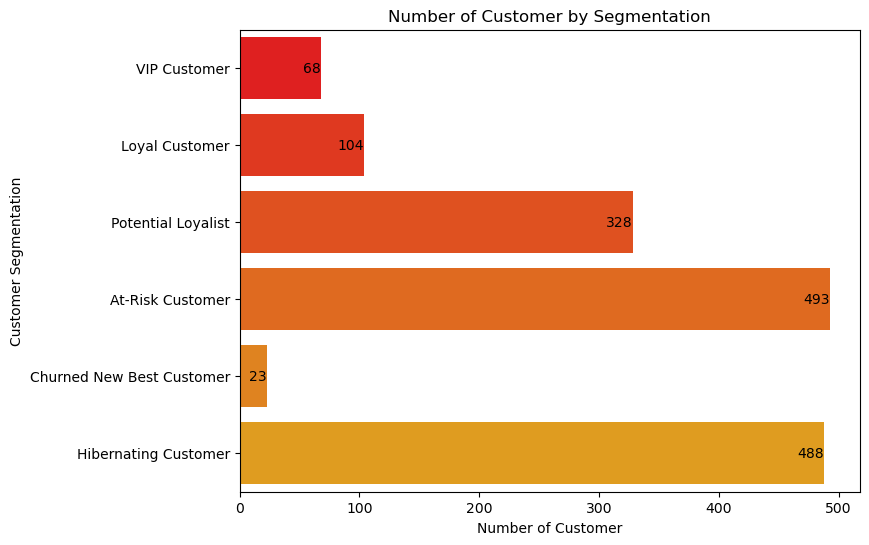 Number of Customer by Segmentation
Customer Segmentation
VIP Customer 68
Loyal Customer 104
Potential Loyalist 328
At-Risk Customer 493
Churned New Best Customer 23
Hibernating Customer 488
0 100 200 300 400 500
Number of Customer